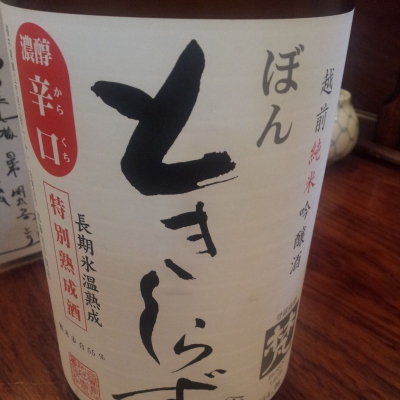 越前純米吟醸酒
ぼん
ときしらず
濃醇
辛口
から
くち
長期氷温熟成
特別熟成酒
梵